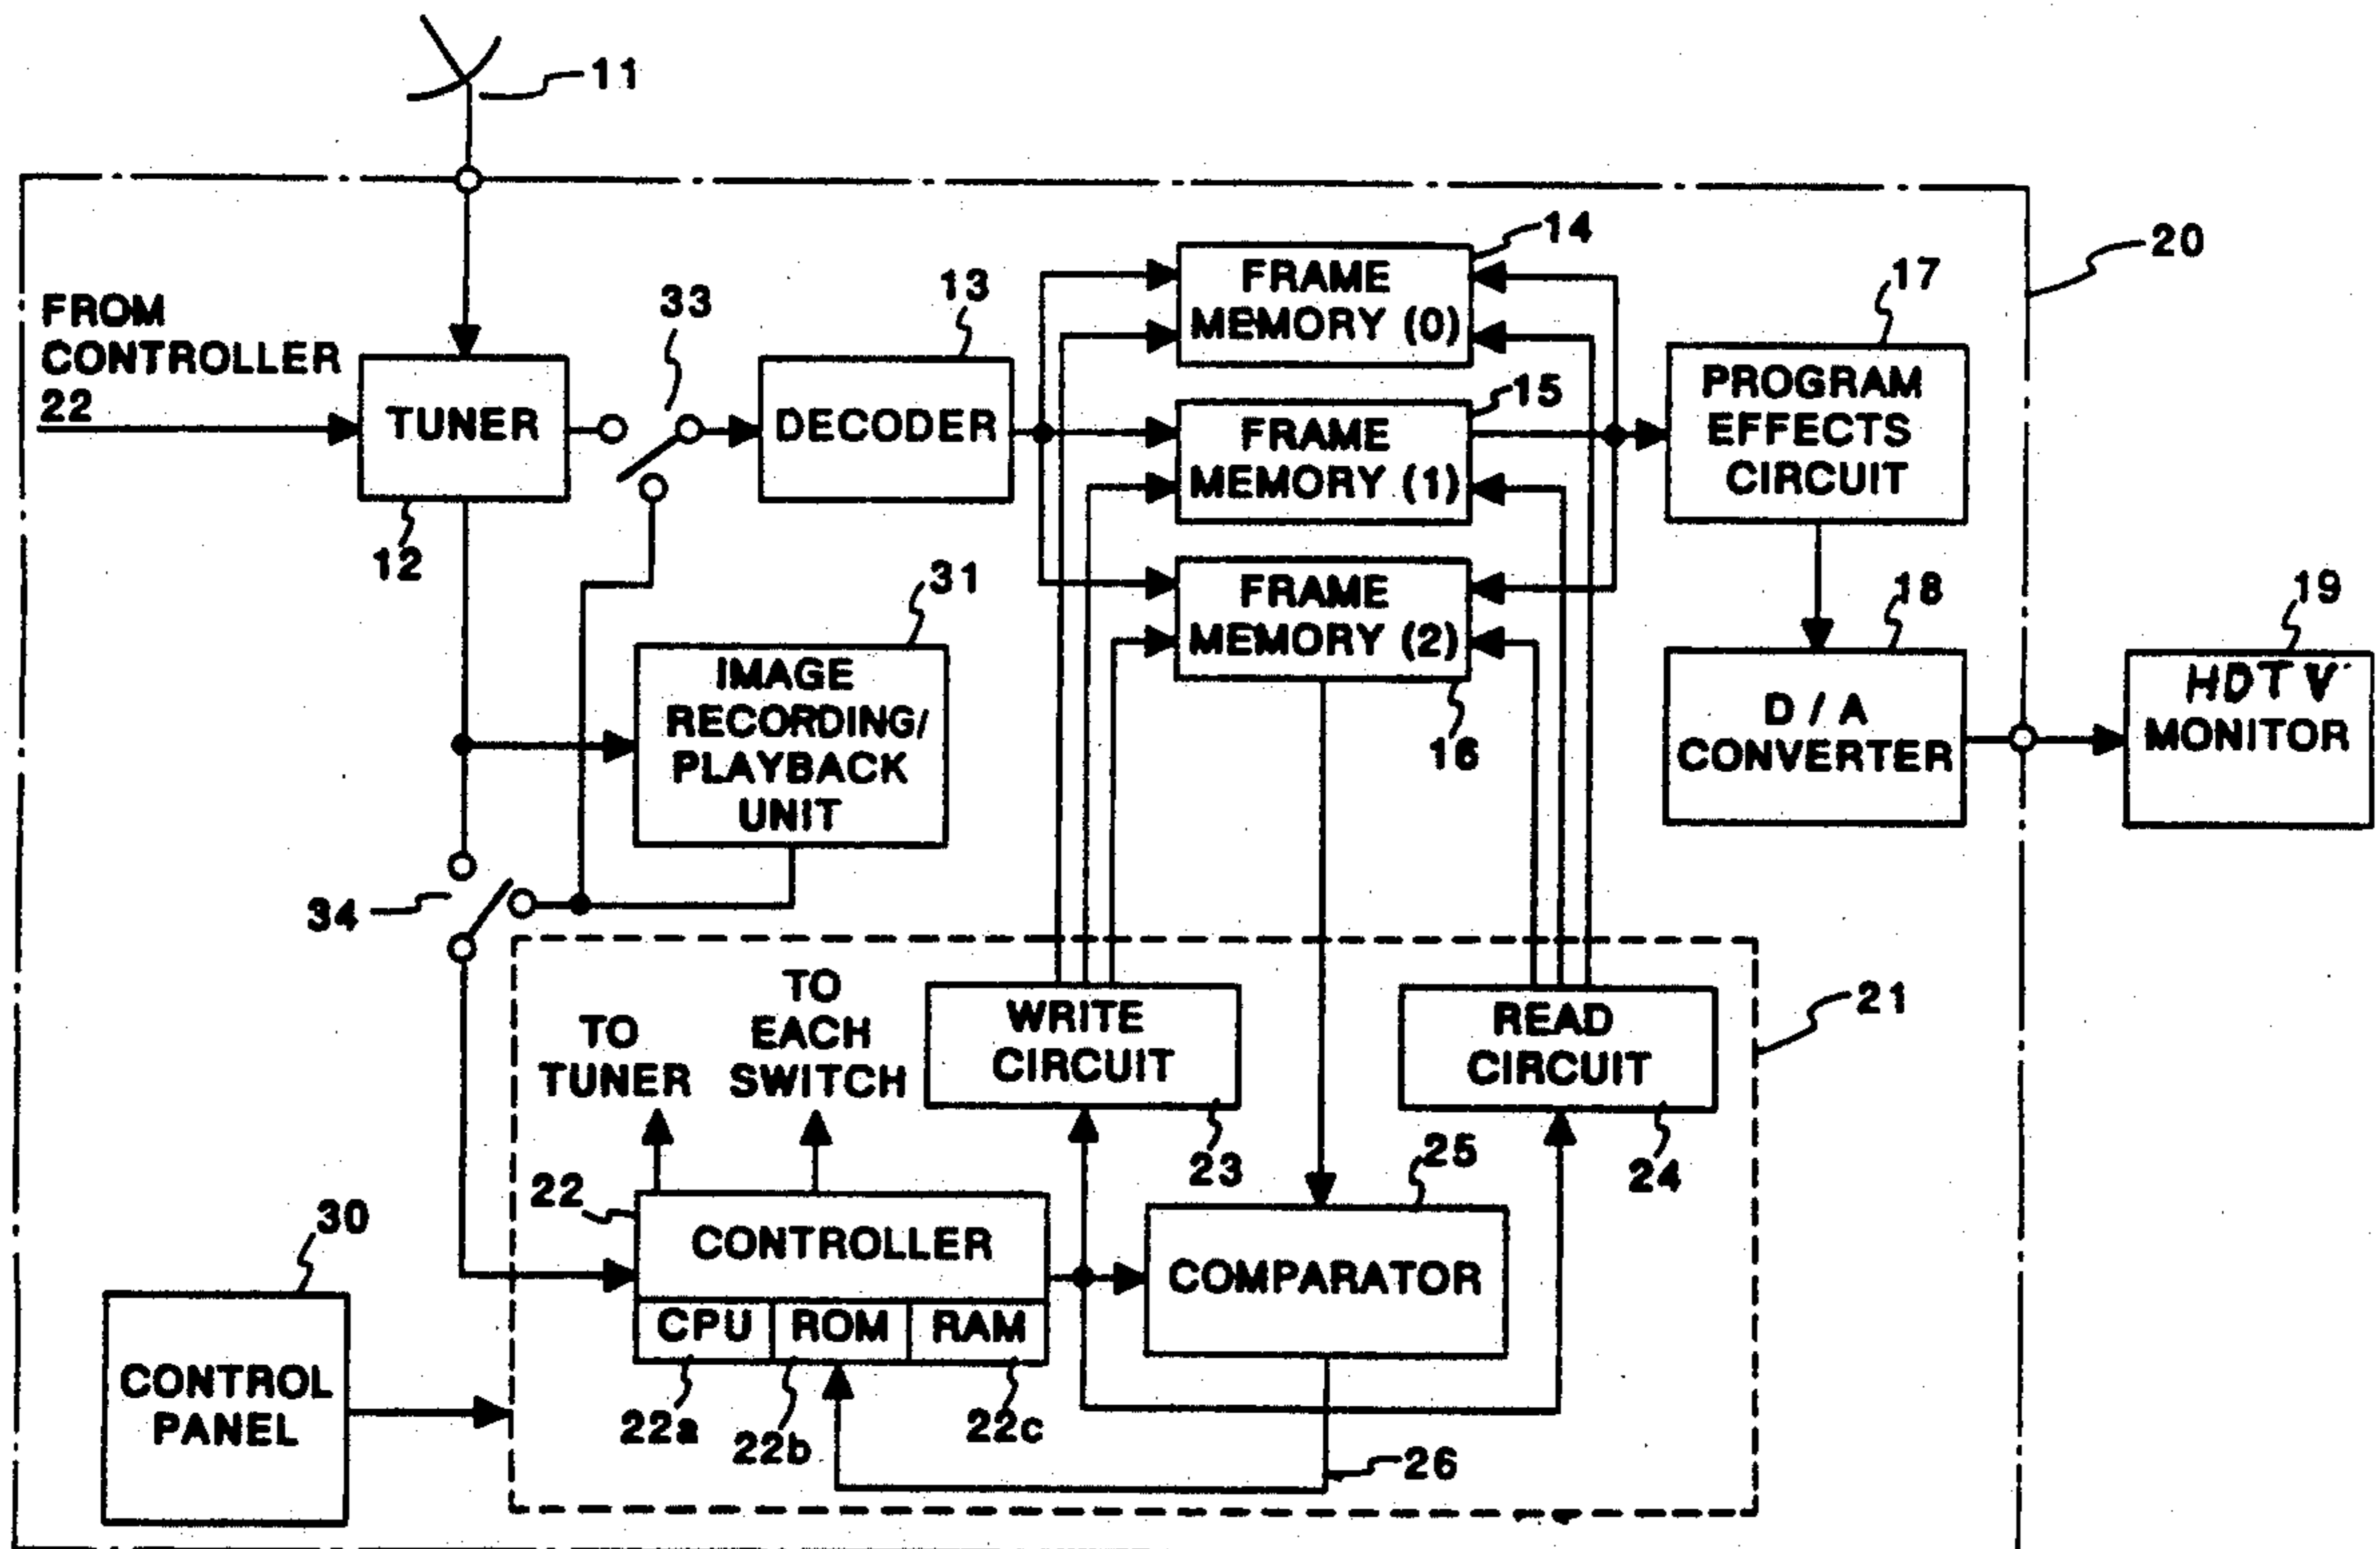 11
20
14
FRAME
MEMORY (0)
17
13
33
FROM
CONTROLLER
22
TUNER
DECODER
15
FRAME
MEMORY (1)
PROGRAM
EFFECTS
CIRCUIT
12
31
FRAME
MEMORY (2)
16
18
19
IMAGE
RECORDING/
PLAYBACK
UNIT
D / A
CONVERTER
HDTV
MONITOR
34
TO
TUNER
TO
EACH
SWITCH
WRITE
CIRCUIT
23
READ
CIRCUIT
24
21
22
CONTROLLER
CPU
ROM
RAM
22a
22b
22c
25
COMPARATOR
26
30
CONTROL
PANEL